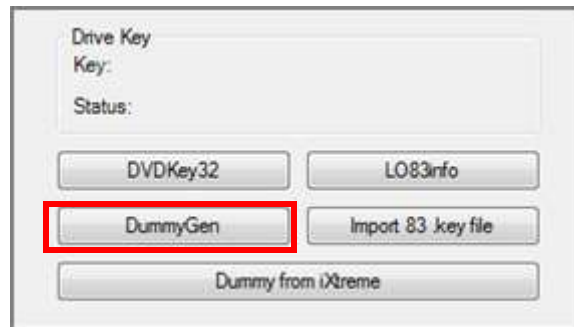 Drive Key
Key:
Status:
DVDKey32 LO83info
DummyGen Import 83 .key file
Dummy from iXtreme